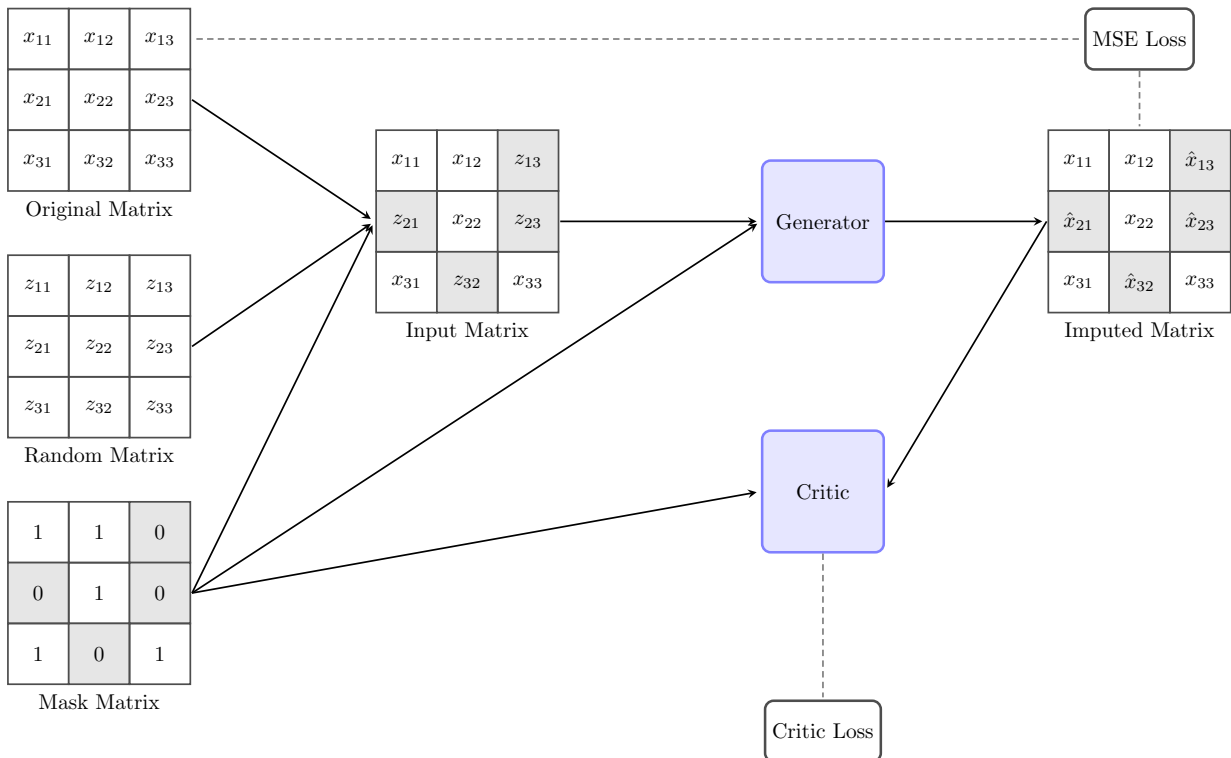 x₁₁ x₁₂ x₁₃
x₂₁ x₂₂ x₂₃
x₃₁ x₃₂ x₃₃
Original Matrix
z₁₁ z₁₂ z₁₃
z₂₁ z₂₂ z₂₃
z₃₁ z₃₂ z₃₃
Random Matrix
1 1 0
0 1 0
1 0 1
Mask Matrix
x₁₁ x₁₂ z₁₃
z₂₁ x₂₂ z₂₃
x₃₁ z₃₂ x₃₃
Input Matrix
Generator
Critic
Critic Loss
MSE Loss
x₁₁ x₁₂ x̂₁₃
x̂₂₁ x₂₂ x̂₂₃
x₃₁ x̂₃₂ x₃₃
Imputed Matrix